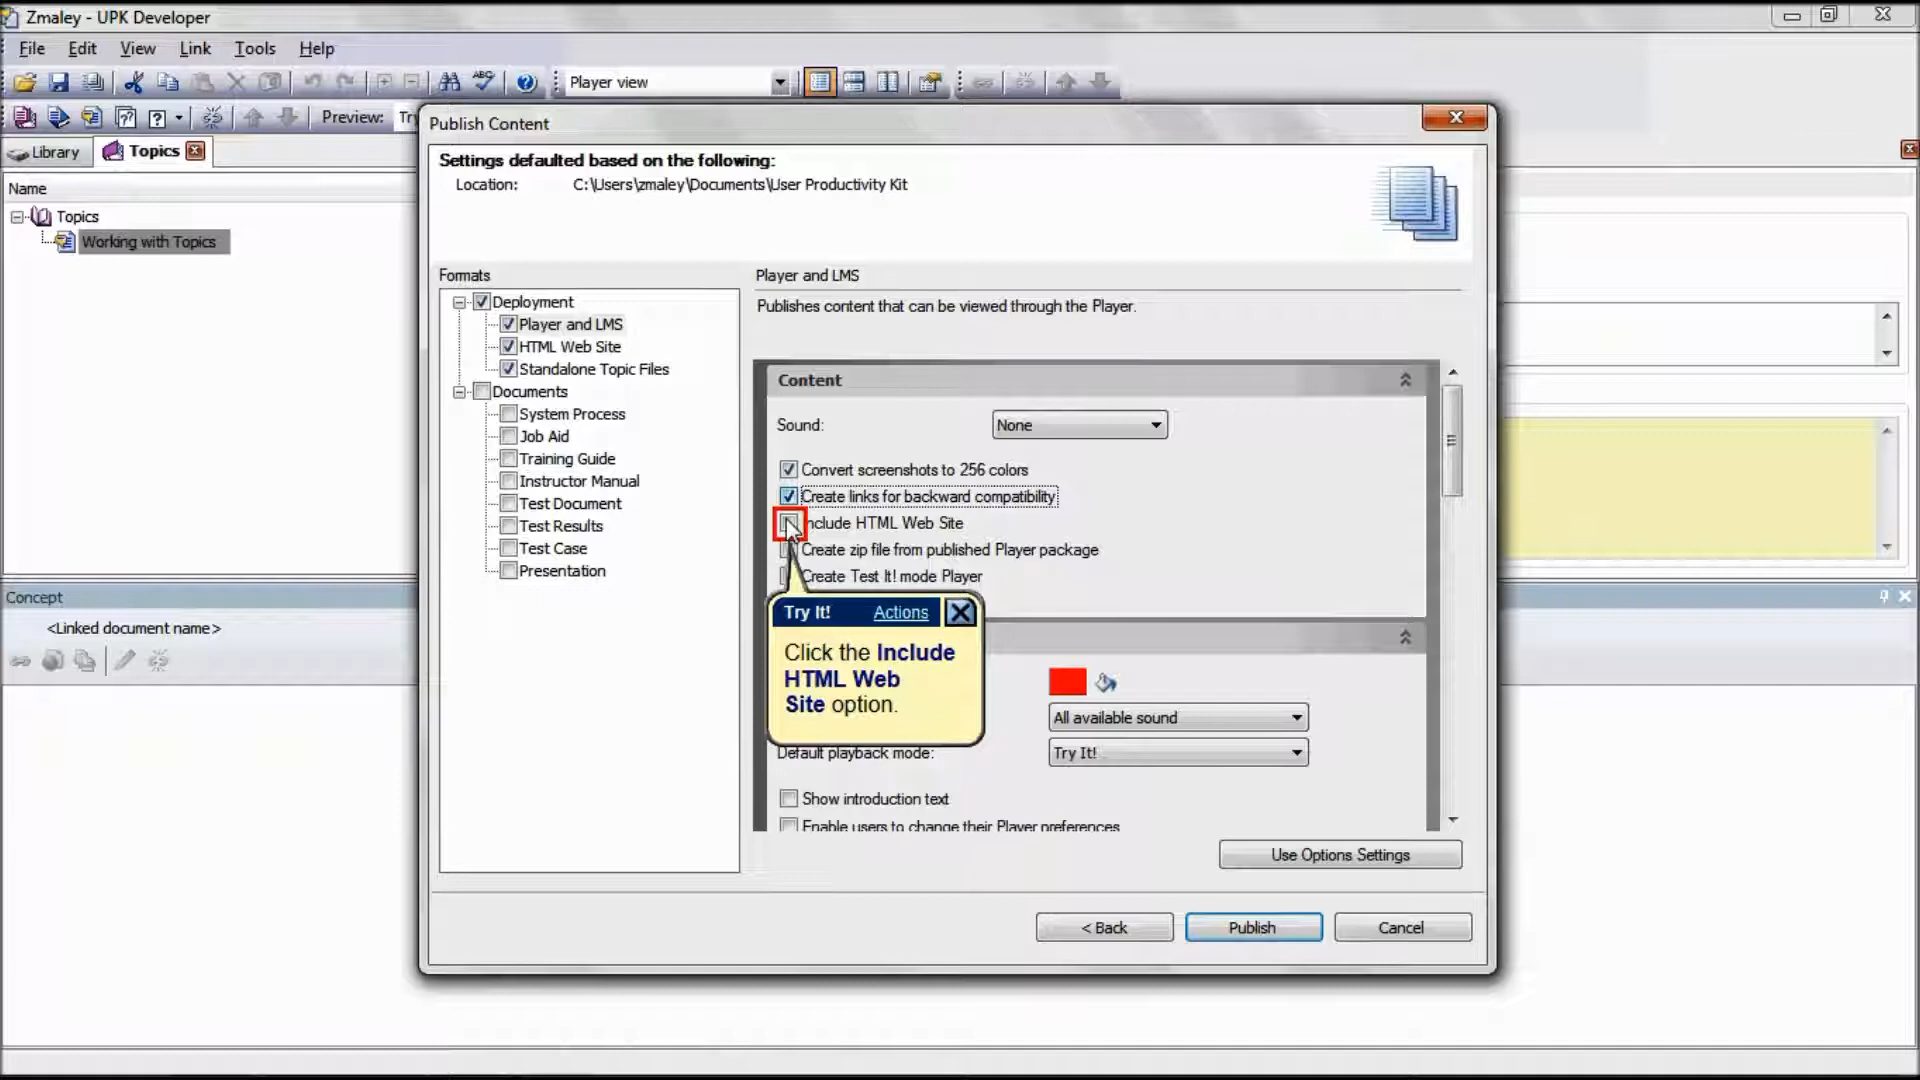 Zmaley - UPK Developer
File Edit View Link Tools Help
Player view
Preview: Try
Library Topics
Name
Topics
Working with Topics
Concept
<Linked document name>
Publish Content
Settings defaulted based on the following:
Location: C:\Users\zmaley\Documents\User Productivity Kit
Formats
Deployment
Player and LMS
HTML Web Site
Standalone Topic Files
Documents
System Process
Job Aid
Training Guide
Instructor Manual
Test Document
Test Results
Test Case
Presentation
Player and LMS
Publishes content that can be viewed through the Player.
Content
Sound: None
Convert screenshots to 256 colors
Create links for backward compatibility
Include HTML Web Site
Create zip file from published Player package
Create Test It! mode Player
Try It! Actions
Click the Include
HTML Web
Site option.
All available sound
Default playback mode: Try It!
Show introduction text
Enable users to change their Player preferences
Use Options Settings
< Back Publish Cancel